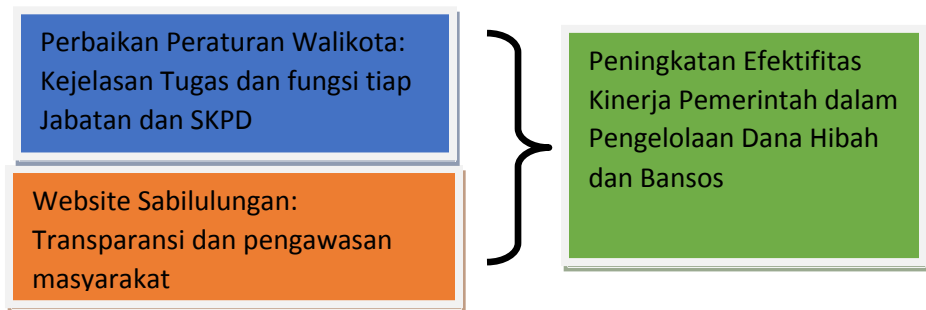 Perbaikan Peraturan Walikota:
Kejelasan Tugas dan fungsi tiap
Jabatan dan SKPD
Website Sabilulungan:
Transparansi dan pengawasan
masyarakat
Peningkatan Efektifitas
Kinerja Pemerintah dalam
Pengelolaan Dana Hibah
dan Bansos